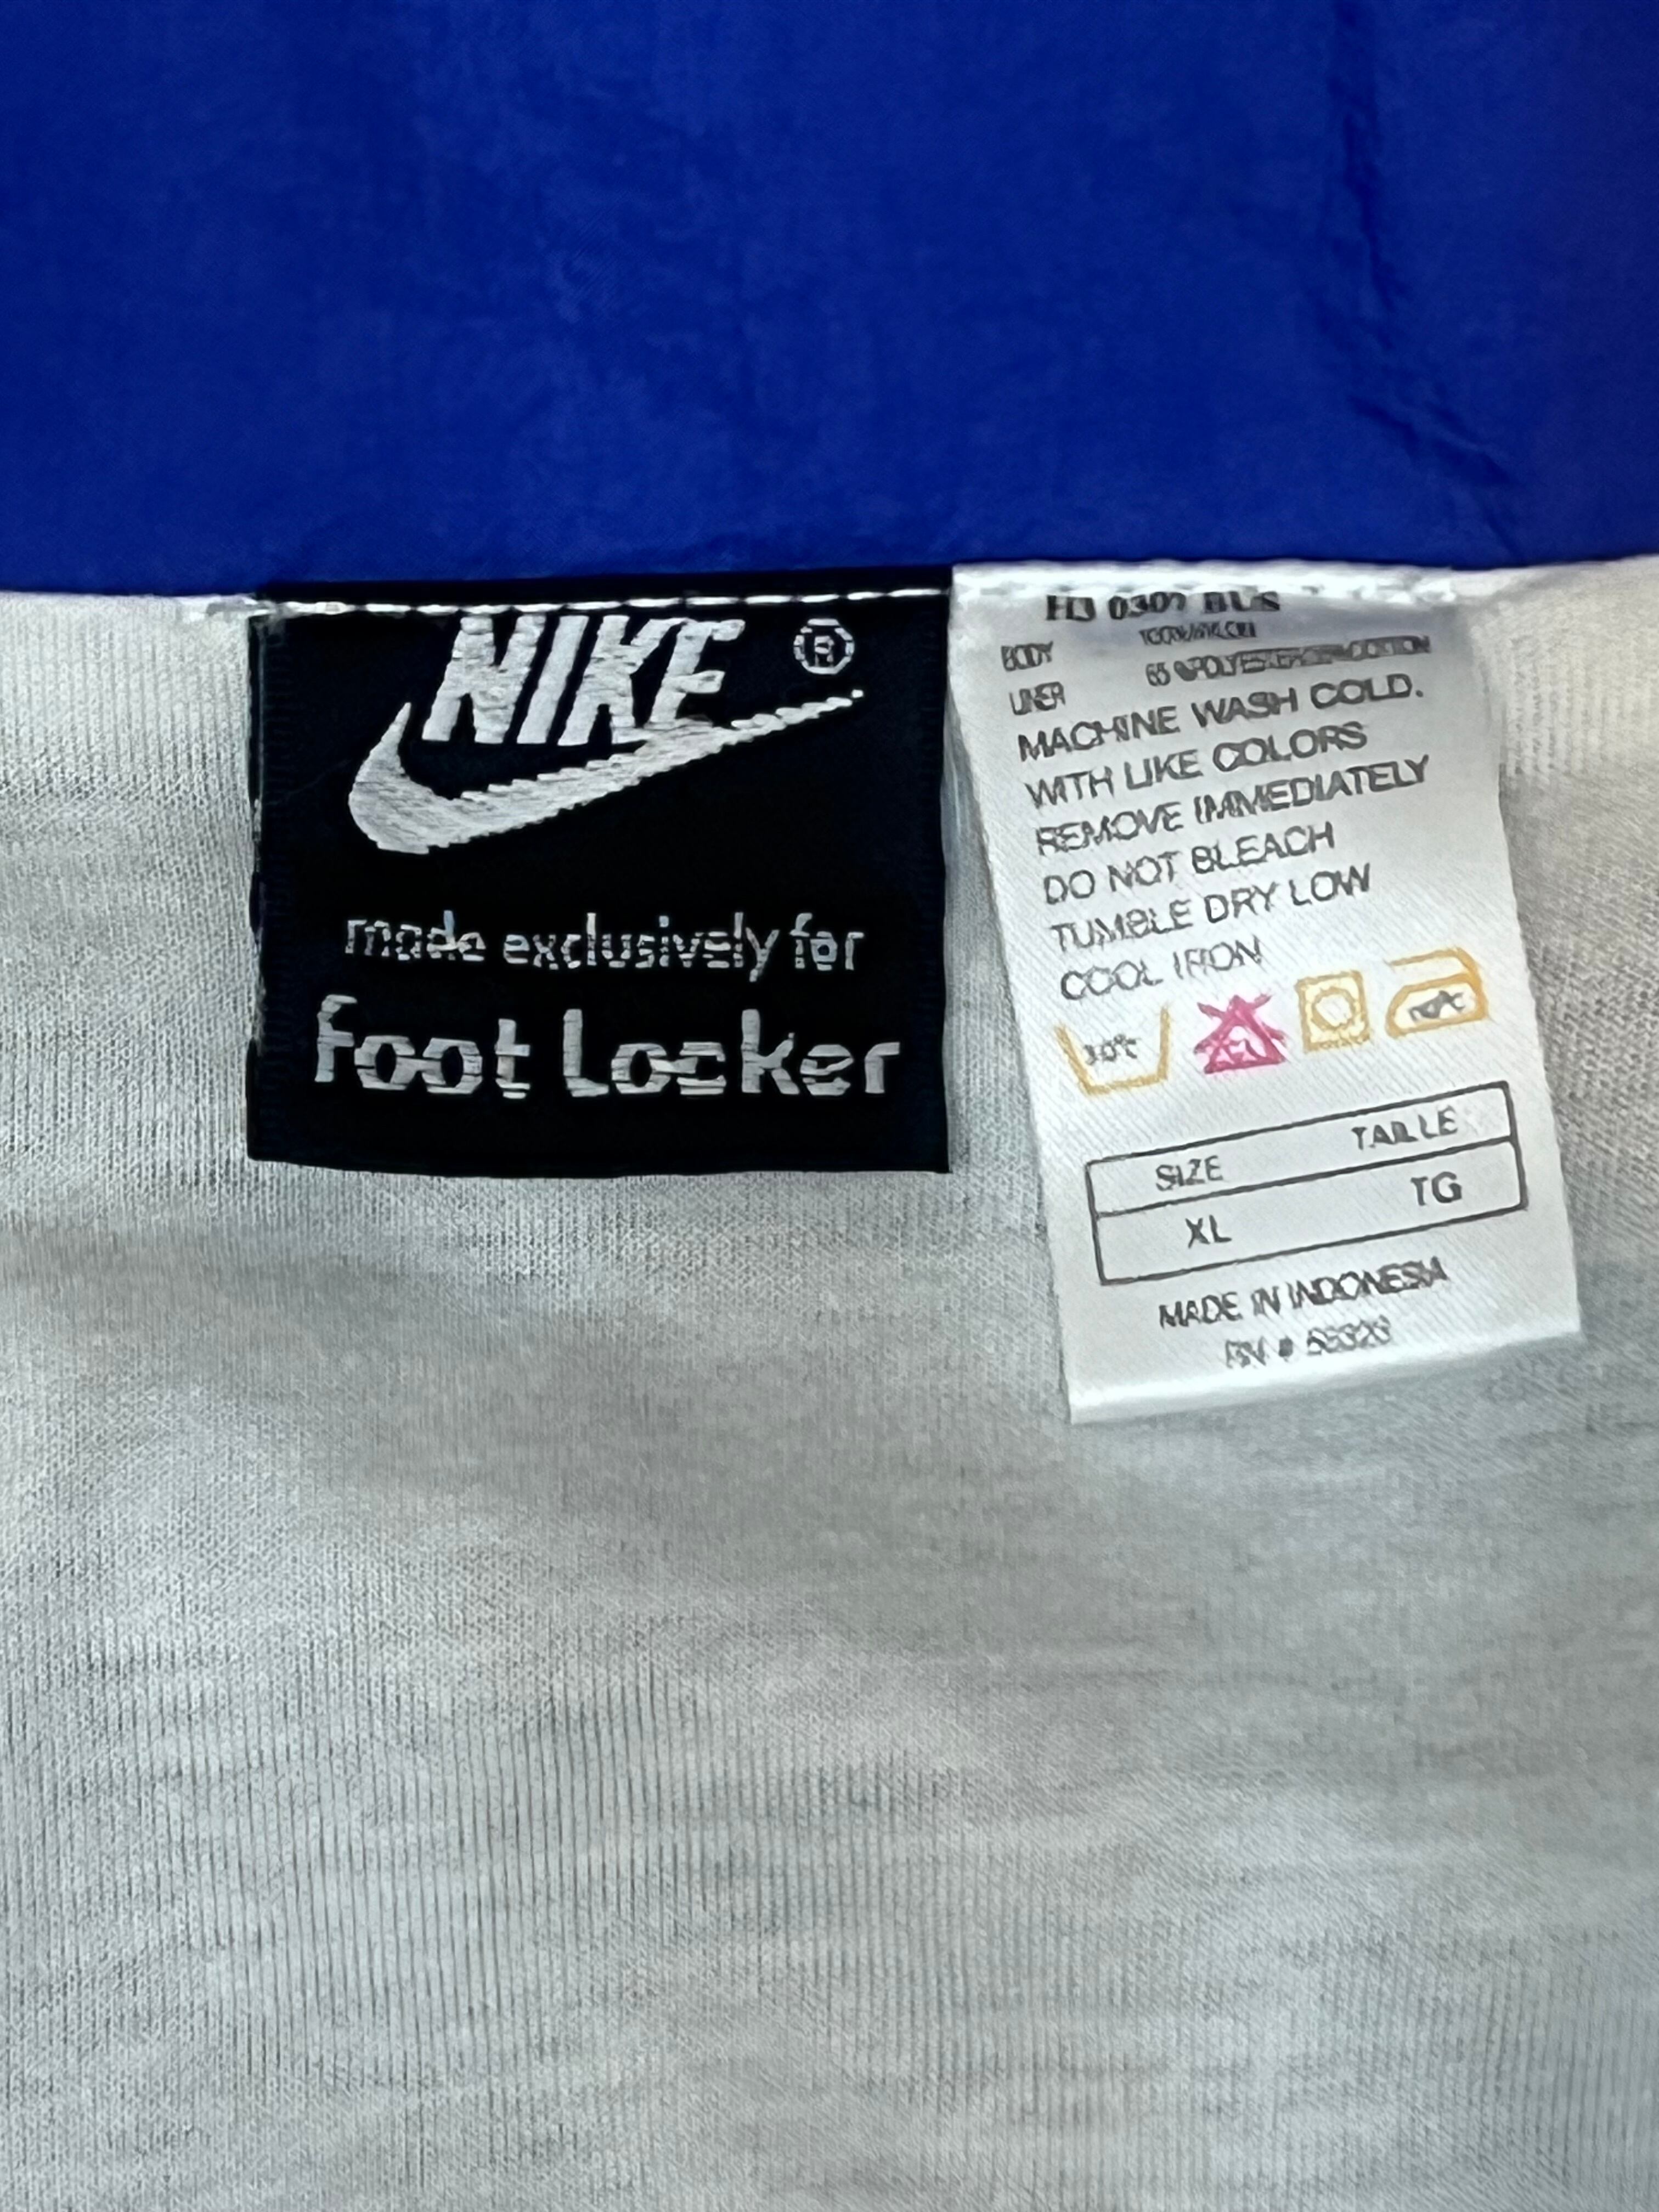 NIKE ®
made exclusively for
Foot Locker
BODY
LINER
MACHINE WASH COLD.
WITH LIKE COLORS
REMOVE IMMEDIATELY
DO NOT BLEACH
TUMBLE DRY LOW
COOL IRON
SIZE TAILLE
XL TG
MADE IN INDONESIA